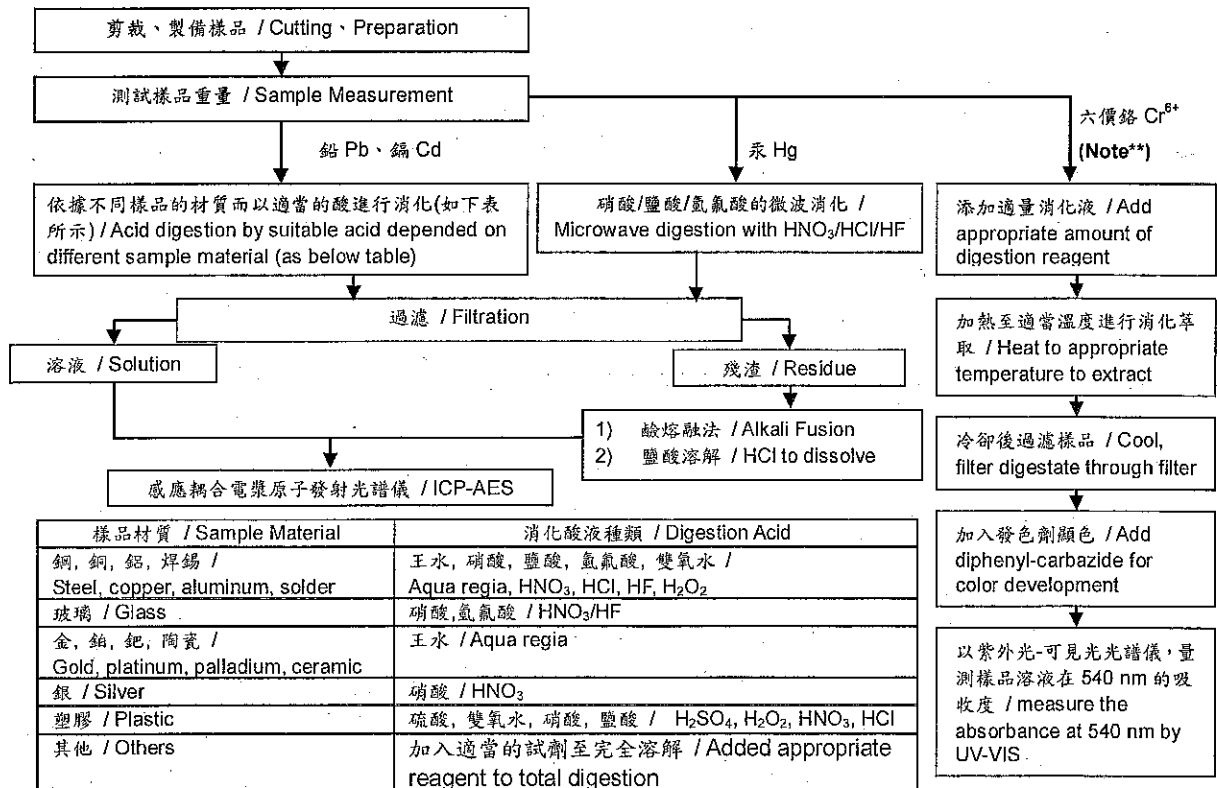 剪裁、製備樣品 / Cutting、Preparation
測試樣品重量 / Sample Measurement
鉛 Pb、鎘 Cd
汞 Hg
六價鉻 Cr6+
(Note**)
依據不同樣品的材質而以適當的酸進行消化(如下表
所示) / Acid digestion by suitable acid depended on
different sample material (as below table)
硝酸/鹽酸/氫氟酸的微波消化 /
Microwave digestion with HNO3/HCl/HF
添加適量消化液 / Add
appropriate amount of
digestion reagent
過濾 / Filtration
溶液 / Solution
殘渣 / Residue
加熱至適當溫度進行消化萃
取 / Heat to appropriate
temperature to extract
1) 鹼熔融法 / Alkali Fusion
2) 鹽酸溶解 / HCl to dissolve
冷卻後過濾樣品 / Cool,
filter digestate through filter
感應耦合電漿原子發射光譜儀 / ICP-AES
加入發色劑顯色 / Add
diphenyl-carbazide for
color development
以紫外光-可見光光譜儀，量
測樣品溶液在 540 nm 的吸
收度 / measure the
absorbance at 540 nm by
UV-VIS
樣品材質 / Sample Material
消化酸液種類 / Digestion Acid
鋼, 銅, 鋁, 焊錫 /
Steel, copper, aluminum, solder
王水, 硝酸, 鹽酸, 氫氟酸, 雙氧水 /
Aqua regia, HNO3, HCl, HF, H2O2
玻璃 / Glass
硝酸,氫氟酸 / HNO3/HF
金, 鉑, 鈀, 陶瓷 /
Gold, platinum, palladium, ceramic
王水 / Aqua regia
銀 / Silver
硝酸 / HNO3
塑膠 / Plastic
硫酸, 雙氧水, 硝酸, 鹽酸 / H2SO4, H2O2, HNO3, HCl
其他 / Others
加入適當的試劑至完全溶解 / Added appropriate
reagent to total digestion